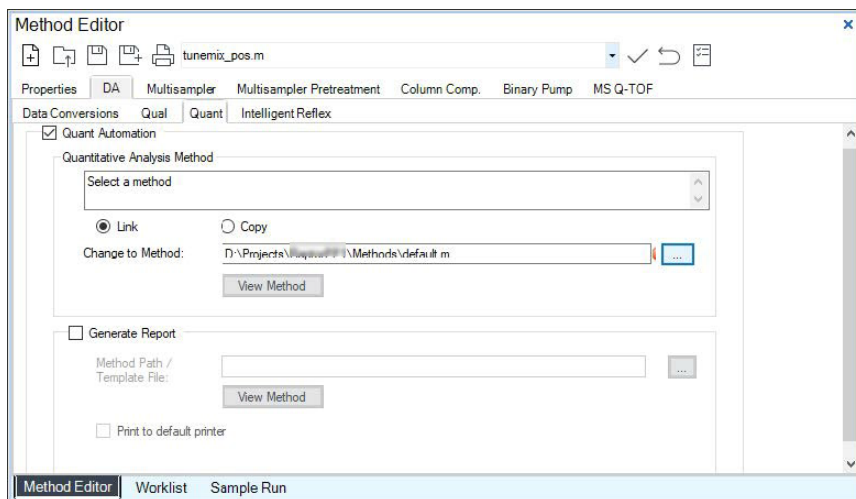 Method Editor
tunemix_pos.m
Properties DA Multisampler Multisampler Pretreatment Column Comp. Binary Pump MS Q-TOF
Data Conversions Qual Quant Intelligent Reflex
Quant Automation
Quantitative Analysis Method
Select a method
Link Copy
Change to Method: D:\Projects\ \Methods\default.m ...
View Method
Generate Report
Method Path /
Template File: ...
View Method
Print to default printer
Method Editor Worklist Sample Run